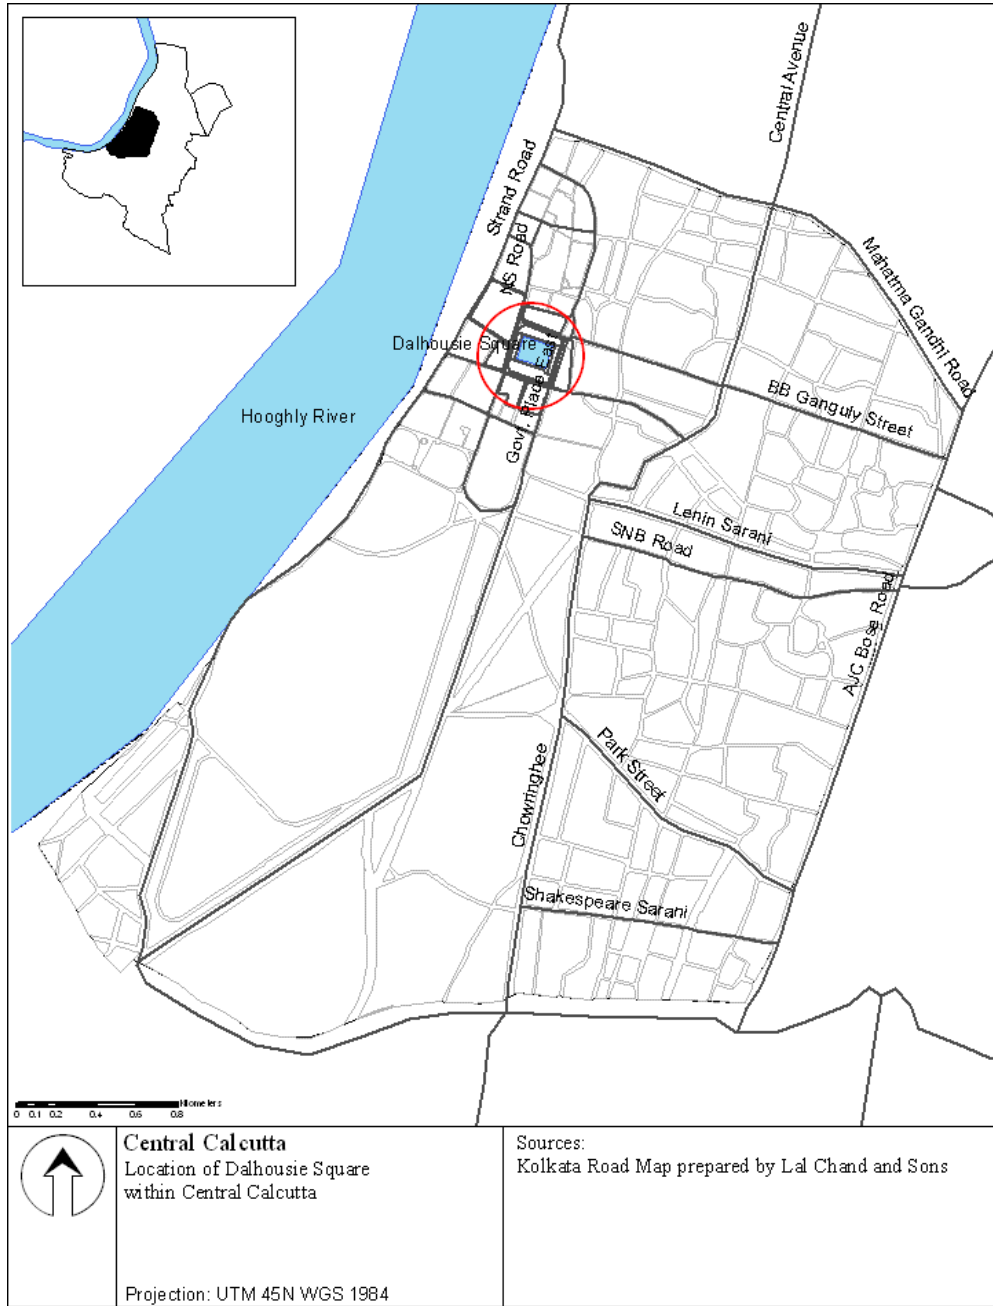 Central Avenue
Strand Road
NS Road
Mahatma Gandhi Road
Dalhousie Square
Govt. Place East
BB Ganguly Street
Hooghly River
Lenin Sarani
SNB Road
AJC Bose Road
Park Street
Chowringhee
Shakespeare Sarani
Kilometers
0 0.1 0.2 0.4 0.6 0.8
Central Calcutta
Location of Dalhousie Square
within Central Calcutta
Projection: UTM 45N WGS 1984
Sources:
Kolkata Road Map prepared by Lal Chand and Sons